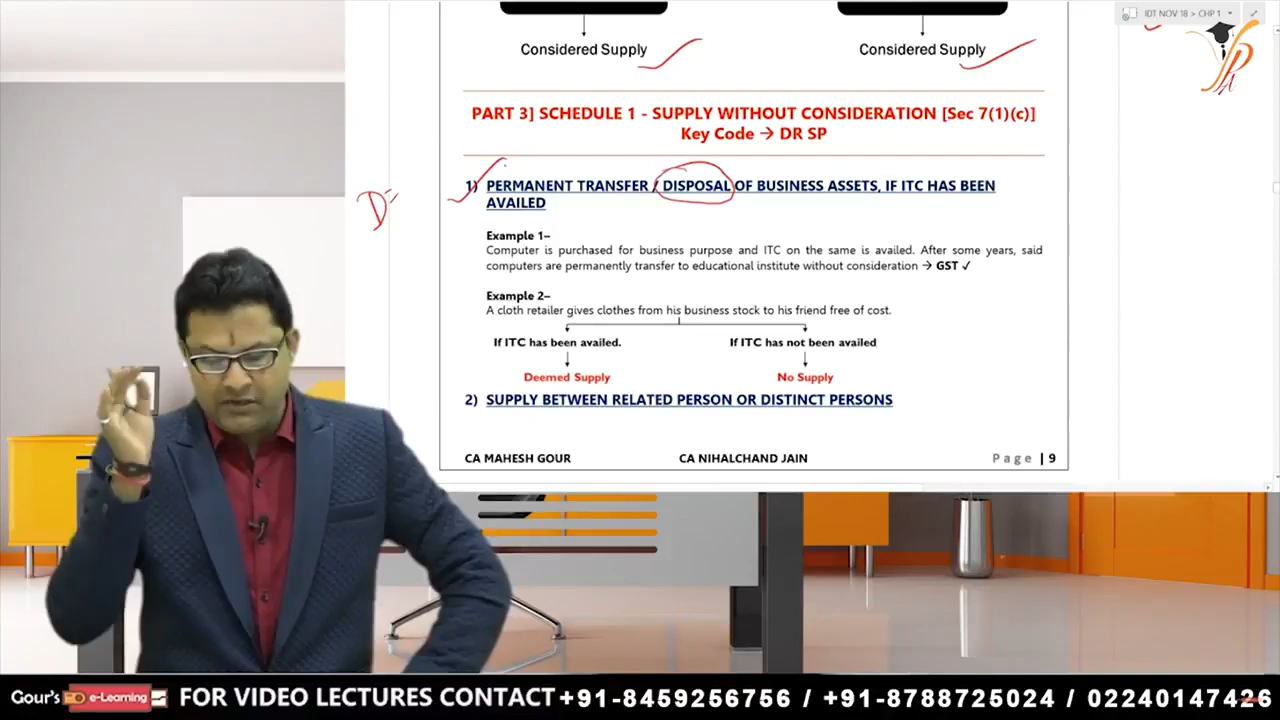 IDT NOV 18 > CHP 1
Considered Supply
Considered Supply
PART 3] SCHEDULE 1 - SUPPLY WITHOUT CONSIDERATION [Sec 7(1)(c)]
Key Code → DR SP
D=
1) PERMANENT TRANSFER / DISPOSAL OF BUSINESS ASSETS, IF ITC HAS BEEN
AVAILED
Example 1–
Computer is purchased for business purpose and ITC on the same is availed. After some years, said
computers are permanently transfer to educational institute without consideration → GST ✓
Example 2–
A cloth retailer gives clothes from his business stock to his friend free of cost.
If ITC has been availed.
If ITC has not been availed
Deemed Supply
No Supply
2) SUPPLY BETWEEN RELATED PERSON OR DISTINCT PERSONS
CA MAHESH GOUR CA NIHALCHAND JAIN Page | 9
Gour's e-Learning
FOR VIDEO LECTURES CONTACT +91-8459256756 / +91-8788725024 / 02240147426